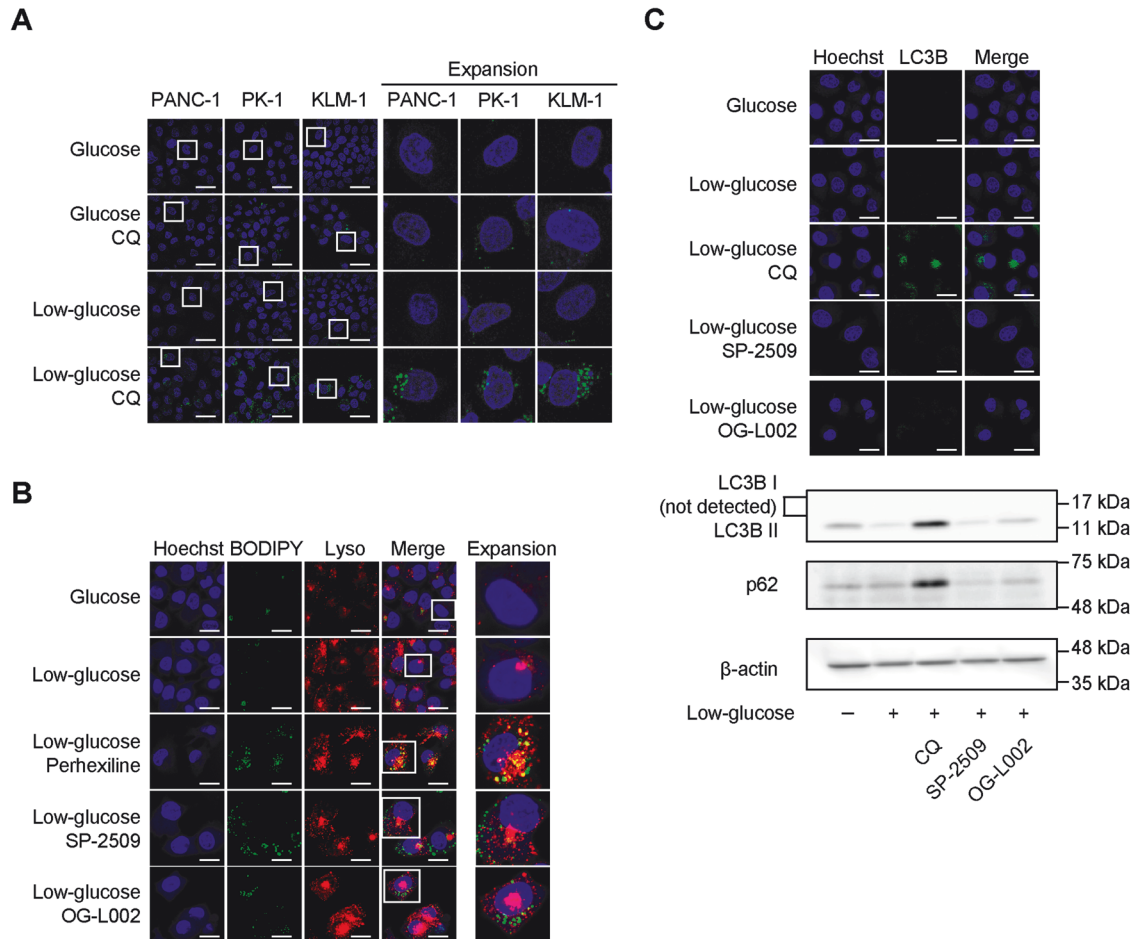 A
Expansion
PANC-1 PK-1 KLM-1 PANC-1 PK-1 KLM-1
Glucose
Glucose
CQ
Low-glucose
Low-glucose
CQ
B
Hoechst BODIPY Lyso Merge Expansion
Glucose
Low-glucose
Low-glucose
Perhexiline
Low-glucose
SP-2509
Low-glucose
OG-L002
C
Hoechst LC3B Merge
Glucose
Low-glucose
Low-glucose
CQ
Low-glucose
SP-2509
Low-glucose
OG-L002
LC3B I
(not detected)
LC3B II
17 kDa
11 kDa
p62
75 kDa
48 kDa
β-actin
48 kDa
35 kDa
Low-glucose − + + + +
CQ
SP-2509
OG-L002